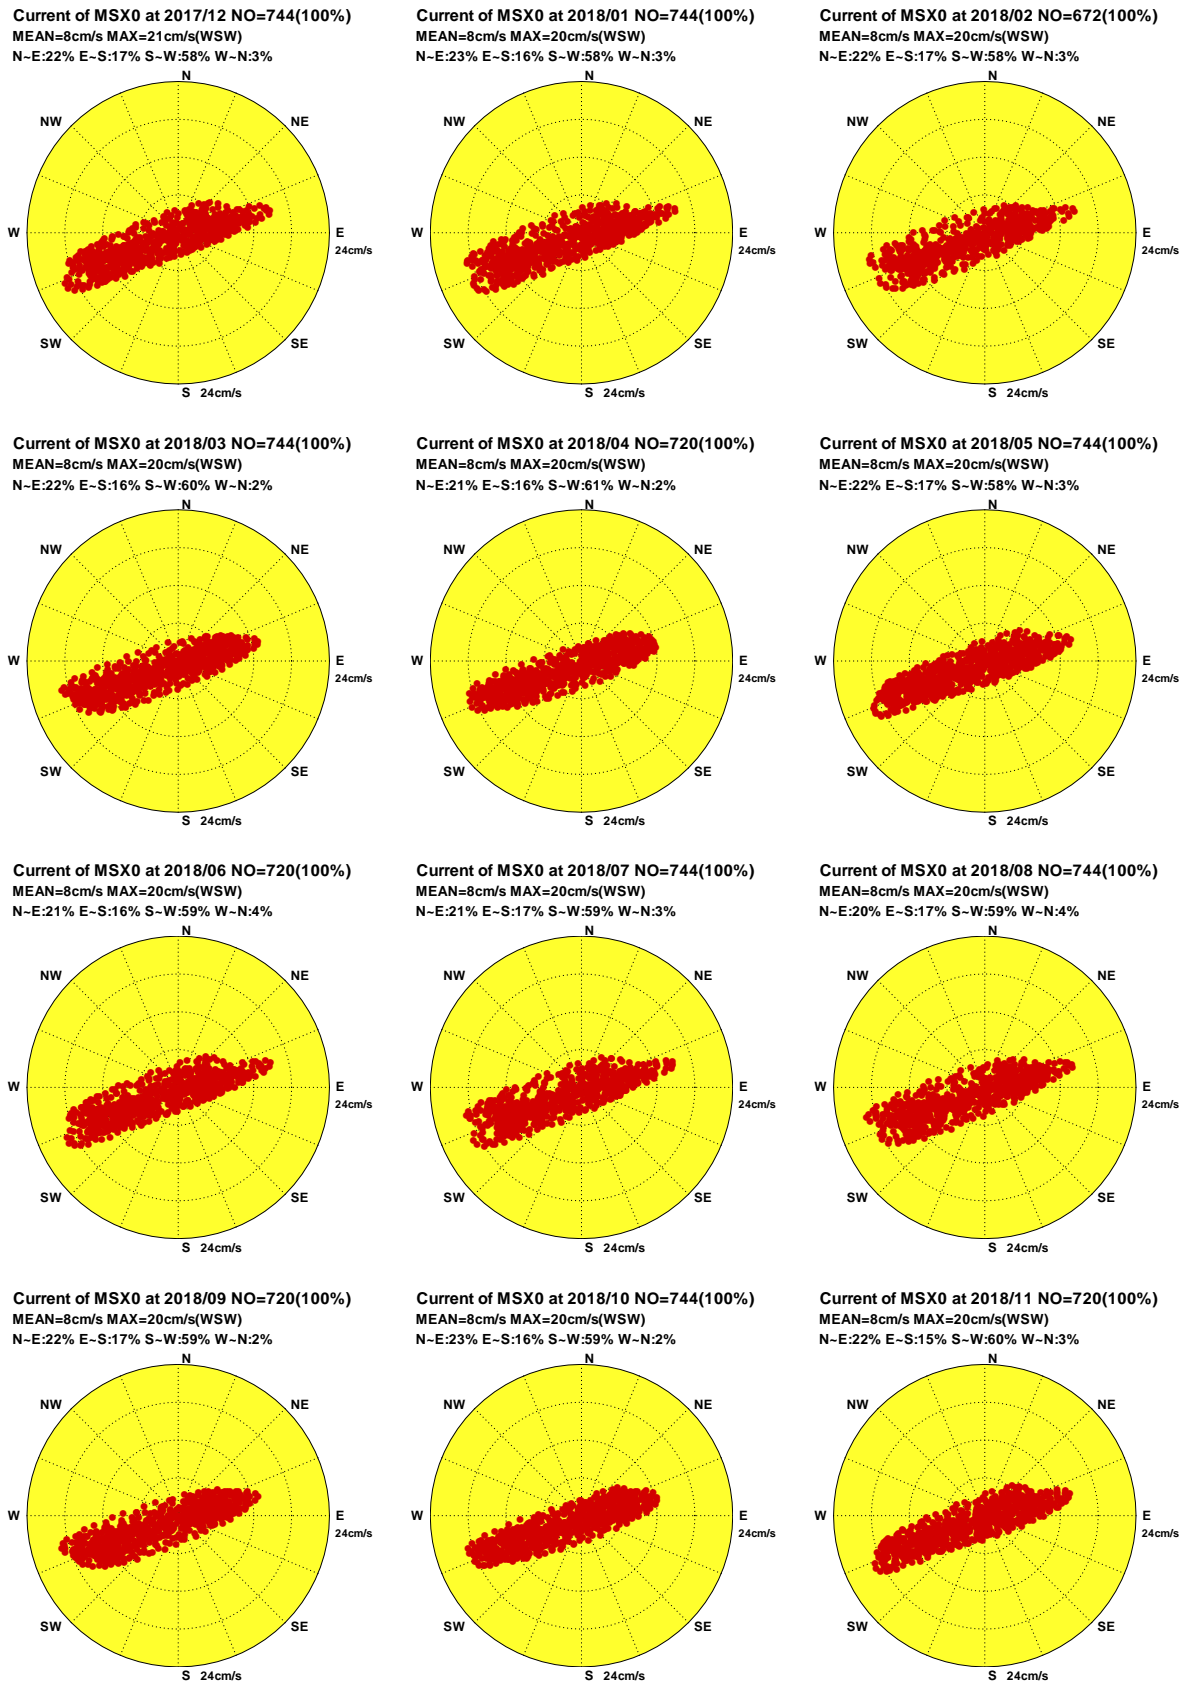 Current of MSX0 at 2017/12 NO=744(100%)
MEAN=8cm/s MAX=21cm/s(WSW)
N~E:22% E~S:17% S~W:58% W~N:3%
N
NW
NE
W
E
24cm/s
SW
SE
S 24cm/s
Current of MSX0 at 2018/01 NO=744(100%)
MEAN=8cm/s MAX=20cm/s(WSW)
N~E:23% E~S:16% S~W:58% W~N:3%
N
NW
NE
W
E
24cm/s
SW
SE
S 24cm/s
Current of MSX0 at 2018/02 NO=672(100%)
MEAN=8cm/s MAX=20cm/s(WSW)
N~E:22% E~S:17% S~W:58% W~N:3%
N
NW
NE
W
E
24cm/s
SW
SE
S 24cm/s
Current of MSX0 at 2018/03 NO=744(100%)
MEAN=8cm/s MAX=20cm/s(WSW)
N~E:22% E~S:16% S~W:60% W~N:2%
N
NW
NE
W
E
24cm/s
SW
SE
S 24cm/s
Current of MSX0 at 2018/04 NO=720(100%)
MEAN=8cm/s MAX=20cm/s(WSW)
N~E:21% E~S:16% S~W:61% W~N:2%
N
NW
NE
W
E
24cm/s
SW
SE
S 24cm/s
Current of MSX0 at 2018/05 NO=744(100%)
MEAN=8cm/s MAX=20cm/s(WSW)
N~E:22% E~S:17% S~W:58% W~N:3%
N
NW
NE
W
E
24cm/s
SW
SE
S 24cm/s
Current of MSX0 at 2018/06 NO=720(100%)
MEAN=8cm/s MAX=20cm/s(WSW)
N~E:21% E~S:16% S~W:59% W~N:4%
N
NW
NE
W
E
24cm/s
SW
SE
S 24cm/s
Current of MSX0 at 2018/07 NO=744(100%)
MEAN=8cm/s MAX=20cm/s(WSW)
N~E:21% E~S:17% S~W:59% W~N:3%
N
NW
NE
W
E
24cm/s
SW
SE
S 24cm/s
Current of MSX0 at 2018/08 NO=744(100%)
MEAN=8cm/s MAX=20cm/s(WSW)
N~E:20% E~S:17% S~W:59% W~N:4%
N
NW
NE
W
E
24cm/s
SW
SE
S 24cm/s
Current of MSX0 at 2018/09 NO=720(100%)
MEAN=8cm/s MAX=20cm/s(WSW)
N~E:22% E~S:17% S~W:59% W~N:2%
N
NW
NE
W
E
24cm/s
SW
SE
S 24cm/s
Current of MSX0 at 2018/10 NO=744(100%)
MEAN=8cm/s MAX=20cm/s(WSW)
N~E:23% E~S:16% S~W:59% W~N:2%
N
NW
NE
W
E
24cm/s
SW
SE
S 24cm/s
Current of MSX0 at 2018/11 NO=720(100%)
MEAN=8cm/s MAX=20cm/s(WSW)
N~E:22% E~S:15% S~W:60% W~N:3%
N
NW
NE
W
E
24cm/s
SW
SE
S 24cm/s